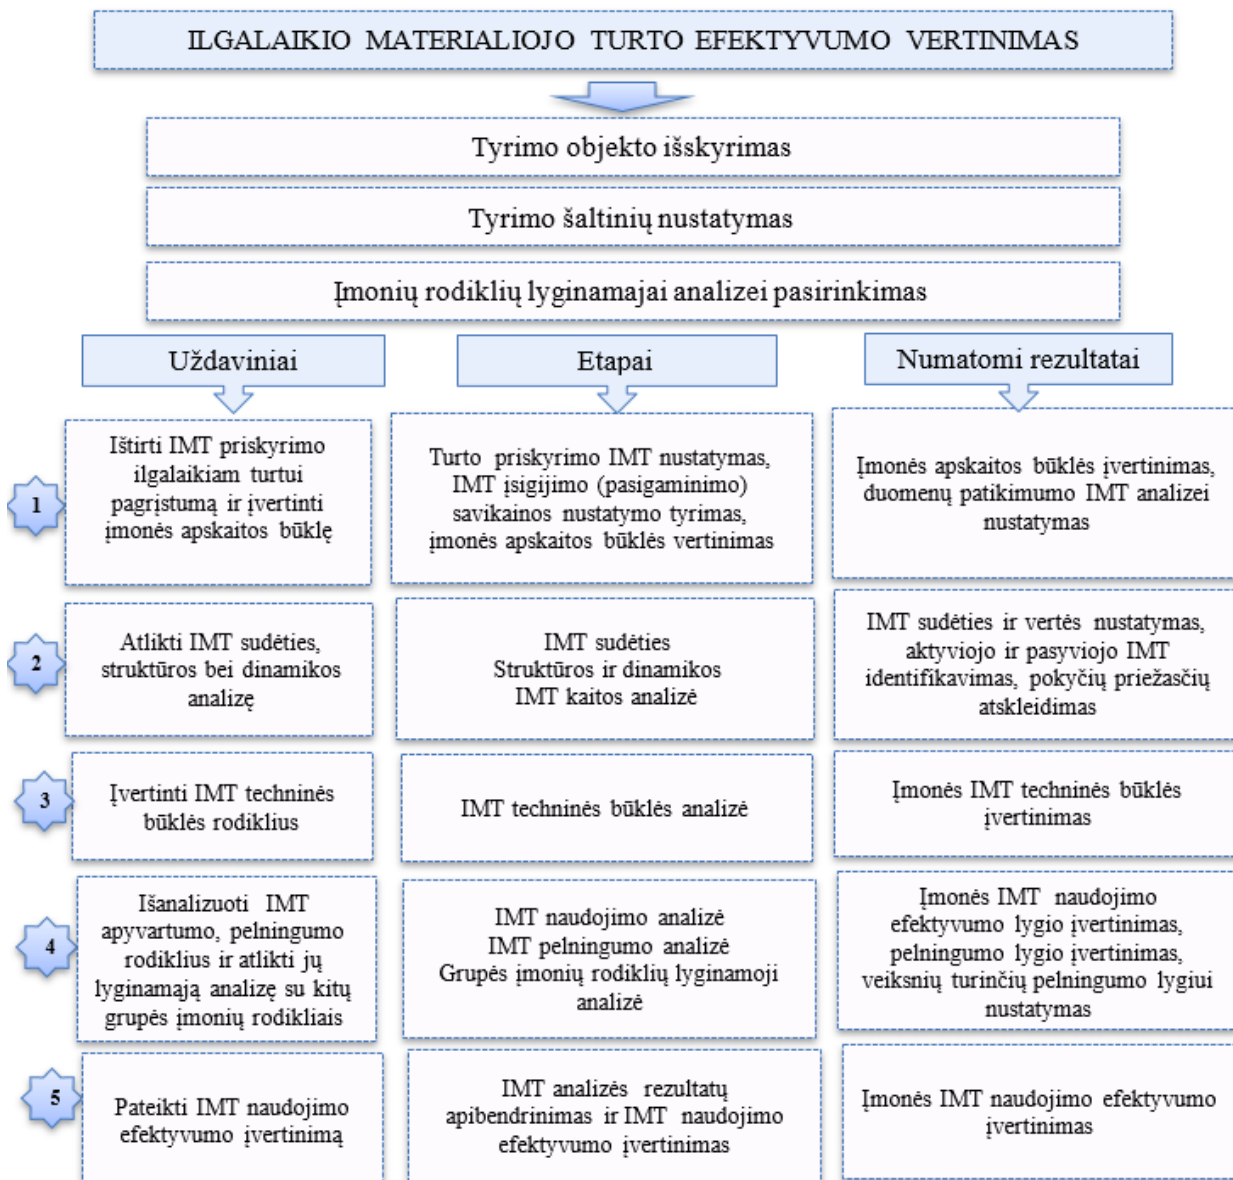 ILGALAIKIO MATERIALIOJO TURTO EFEKTYVUMO VERTINIMAS
Tyrimo objekto išskyrimas
Tyrimo šaltinių nustatymas
Įmonių rodiklių lyginamajai analizei pasirinkimas
Uždaviniai
Etapai
Numatomi rezultatai
1
Ištirti IMT priskyrimo
ilgalaikiam turtui
pagrįstumą ir įvertinti
įmonės apskaitos būklę
Turto priskyrimo IMT nustatymas,
IMT įsigijimo (pasigaminimo)
savikainos nustatymo tyrimas,
įmonės apskaitos būklės vertinimas
Įmonės apskaitos būklės įvertinimas,
duomenų patikimumo IMT analizei
nustatymas
2
Atlikti IMT sudėties,
struktūros bei dinamikos
analizę
IMT sudėties
Struktūros ir dinamikos
IMT kaitos analizė
IMT sudėties ir vertės nustatymas,
aktyviojo ir pasyviojo IMT
identifikavimas, pokyčių priežasčių
atskleidimas
3
Įvertinti IMT techninės
būklės rodiklius
IMT techninės būklės analizė
Įmonės IMT techninės būklės
įvertinimas
4
Išanalizuoti IMT
apyvartumo, pelningumo
rodiklius ir atlikti jų
lyginamąją analizę su kitų
grupės įmonių rodikliais
IMT naudojimo analizė
IMT pelningumo analizė
Grupės įmonių rodiklių lyginamoji
analizė
Įmonės IMT naudojimo
efektyvumo lygio įvertinimas,
pelningumo lygio įvertinimas,
veiksnių turinčių pelningumo lygiui
nustatymas
5
Pateikti IMT naudojimo
efektyvumo įvertinimą
IMT analizės rezultatų
apibendrinimas ir IMT naudojimo
efektyvumo įvertinimas
Įmonės IMT naudojimo efektyvumo
įvertinimas